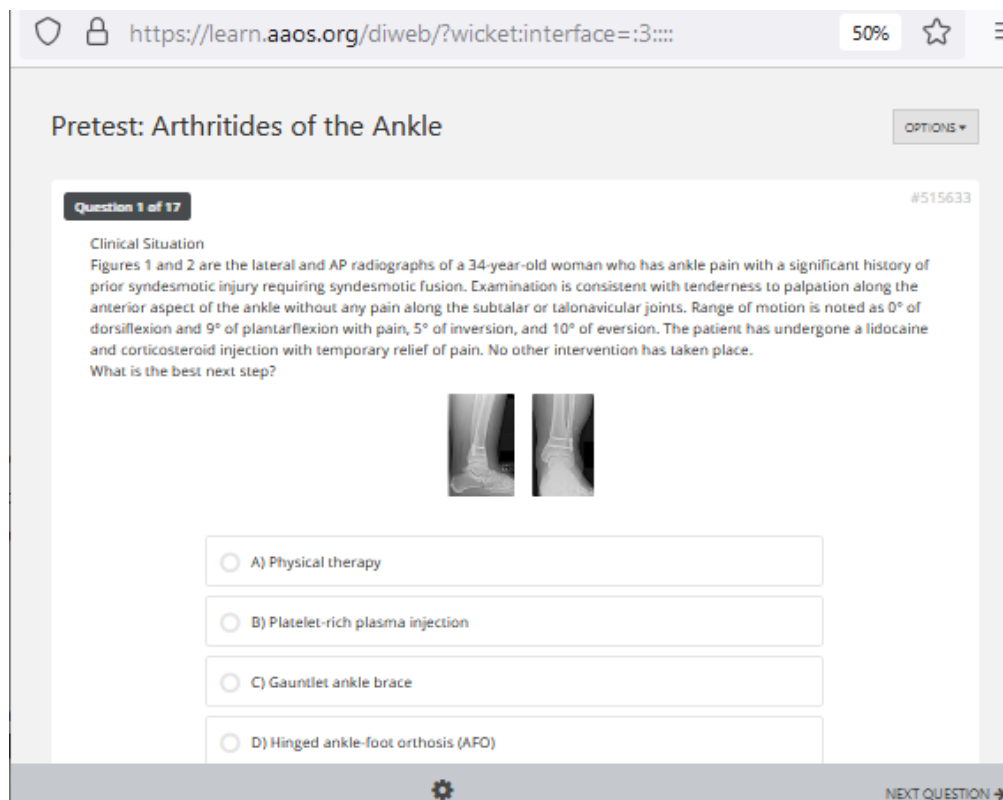 https://learn.aaos.org/diweb/?wicket:interface=:3::::
50%
Pretest: Arthritides of the Ankle
OPTIONS
Question 1 of 17
#515633
Clinical Situation
Figures 1 and 2 are the lateral and AP radiographs of a 34-year-old woman who has ankle pain with a significant history of
prior syndesmotic injury requiring syndesmotic fusion. Examination is consistent with tenderness to palpation along the
anterior aspect of the ankle without any pain along the subtalar or talonavicular joints. Range of motion is noted as 0° of
dorsiflexion and 9° of plantarflexion with pain, 5° of inversion, and 10° of eversion. The patient has undergone a lidocaine
and corticosteroid injection with temporary relief of pain. No other intervention has taken place.
What is the best next step?
A) Physical therapy
B) Platelet-rich plasma injection
C) Gauntlet ankle brace
D) Hinged ankle-foot orthosis (AFO)
NEXT QUESTION